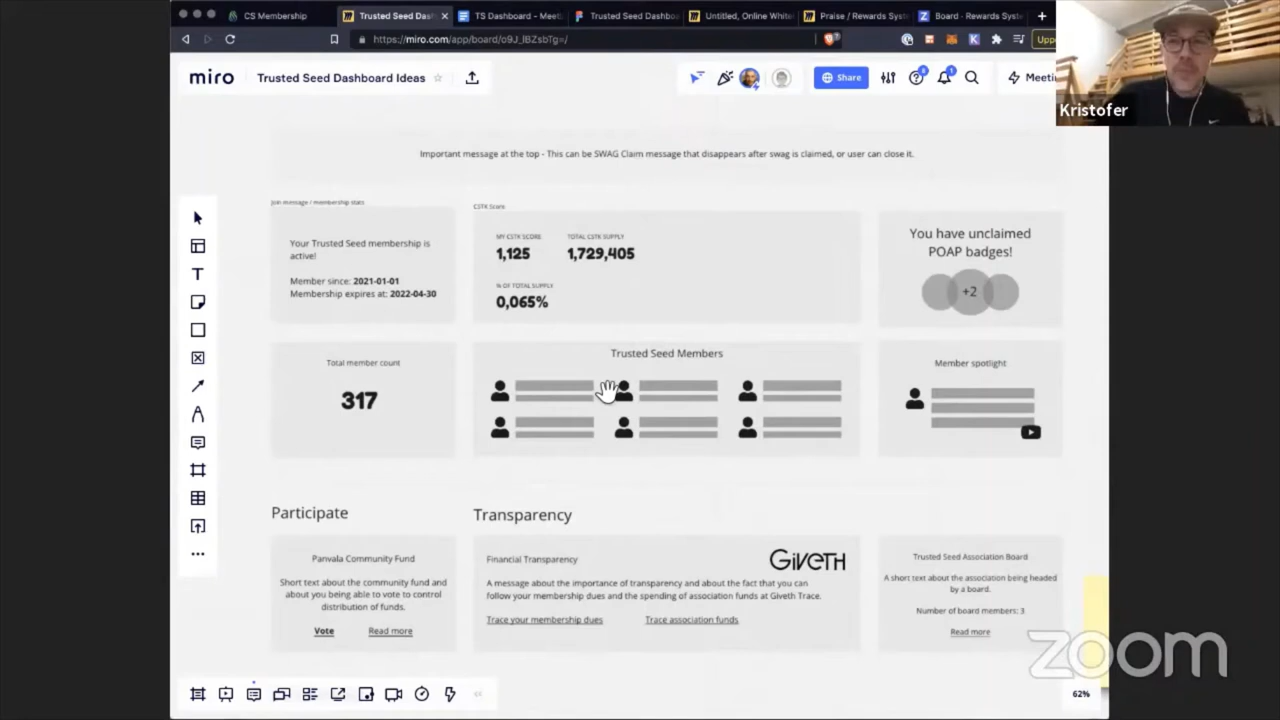 CS Membership
Trusted Seed Dash
TS Dashboard - Meet
Trusted Seed Dashbo
Untitled, Online White
Praise / Rewards Syst
Board · Rewards Syst
https://miro.com/app/board/o9J_lBZsbTg=/
Upp
miro
Trusted Seed Dashboard Ideas
Share
Meeti
Kristofer
Important message at the top - This can be SWAG Claim message that disappears after swag is claimed, or user can close it.
Join message / membership stats
CSTK Score
Your Trusted Seed membership is
active!
Member since: 2021-01-01
Membership expires at: 2022-04-30
MY CSTK SCORE
TOTAL CSTK SUPPLY
1,125
1,729,405
% OF TOTAL SUPPLY
0,065%
You have unclaimed
POAP badges!
+2
Total member count
317
Trusted Seed Members
Member spotlight
Participate
Transparency
Panvala Community Fund
Short text about the community fund and
about you being able to vote to control
distribution of funds.
Vote
Read more
Financial Transparency
GIVETH
A message about the importance of transparency and about the fact that you can
follow your membership dues and the spending of association funds at Giveth Trace.
Trace your membership dues
Trace association funds
Trusted Seed Association Board
A short text about the association being headed
by a board.
Number of board members: 3
Read more
62%
zoom